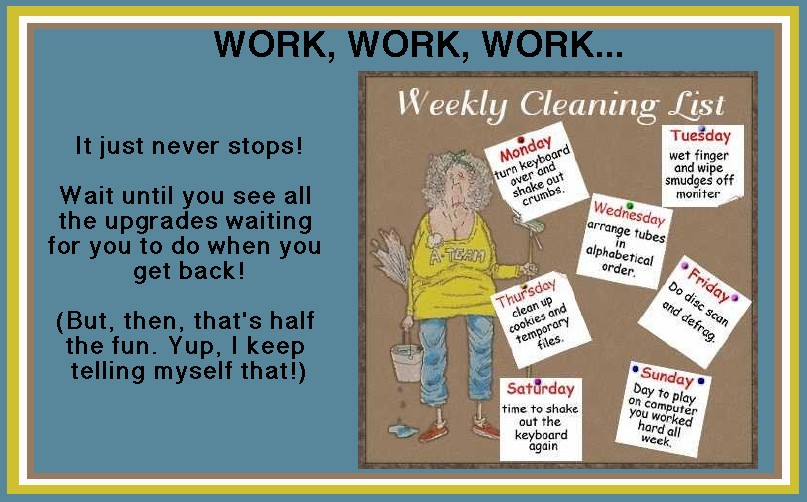 WORK, WORK, WORK...
It just never stops!
Wait until you see all
the upgrades waiting
for you to do when you
get back!
(But, then, that's half
the fun. Yup, I keep
telling myself that!)
Weekly Cleaning List
Monday
turn keyboard
over and
shake out
crumbs.
Tuesday
wet finger
and wipe
smudges off
moniter
Wednesday
arrange tubes
in
alphabetical
order.
Thursday
clean up
cookies and
temporary
files.
Friday
Do disc scan
and defrag.
Saturday
time to shake
out the
keyboard
again
Sunday
Day to play
on computer
you worked
hard all
week.
A-TEAM